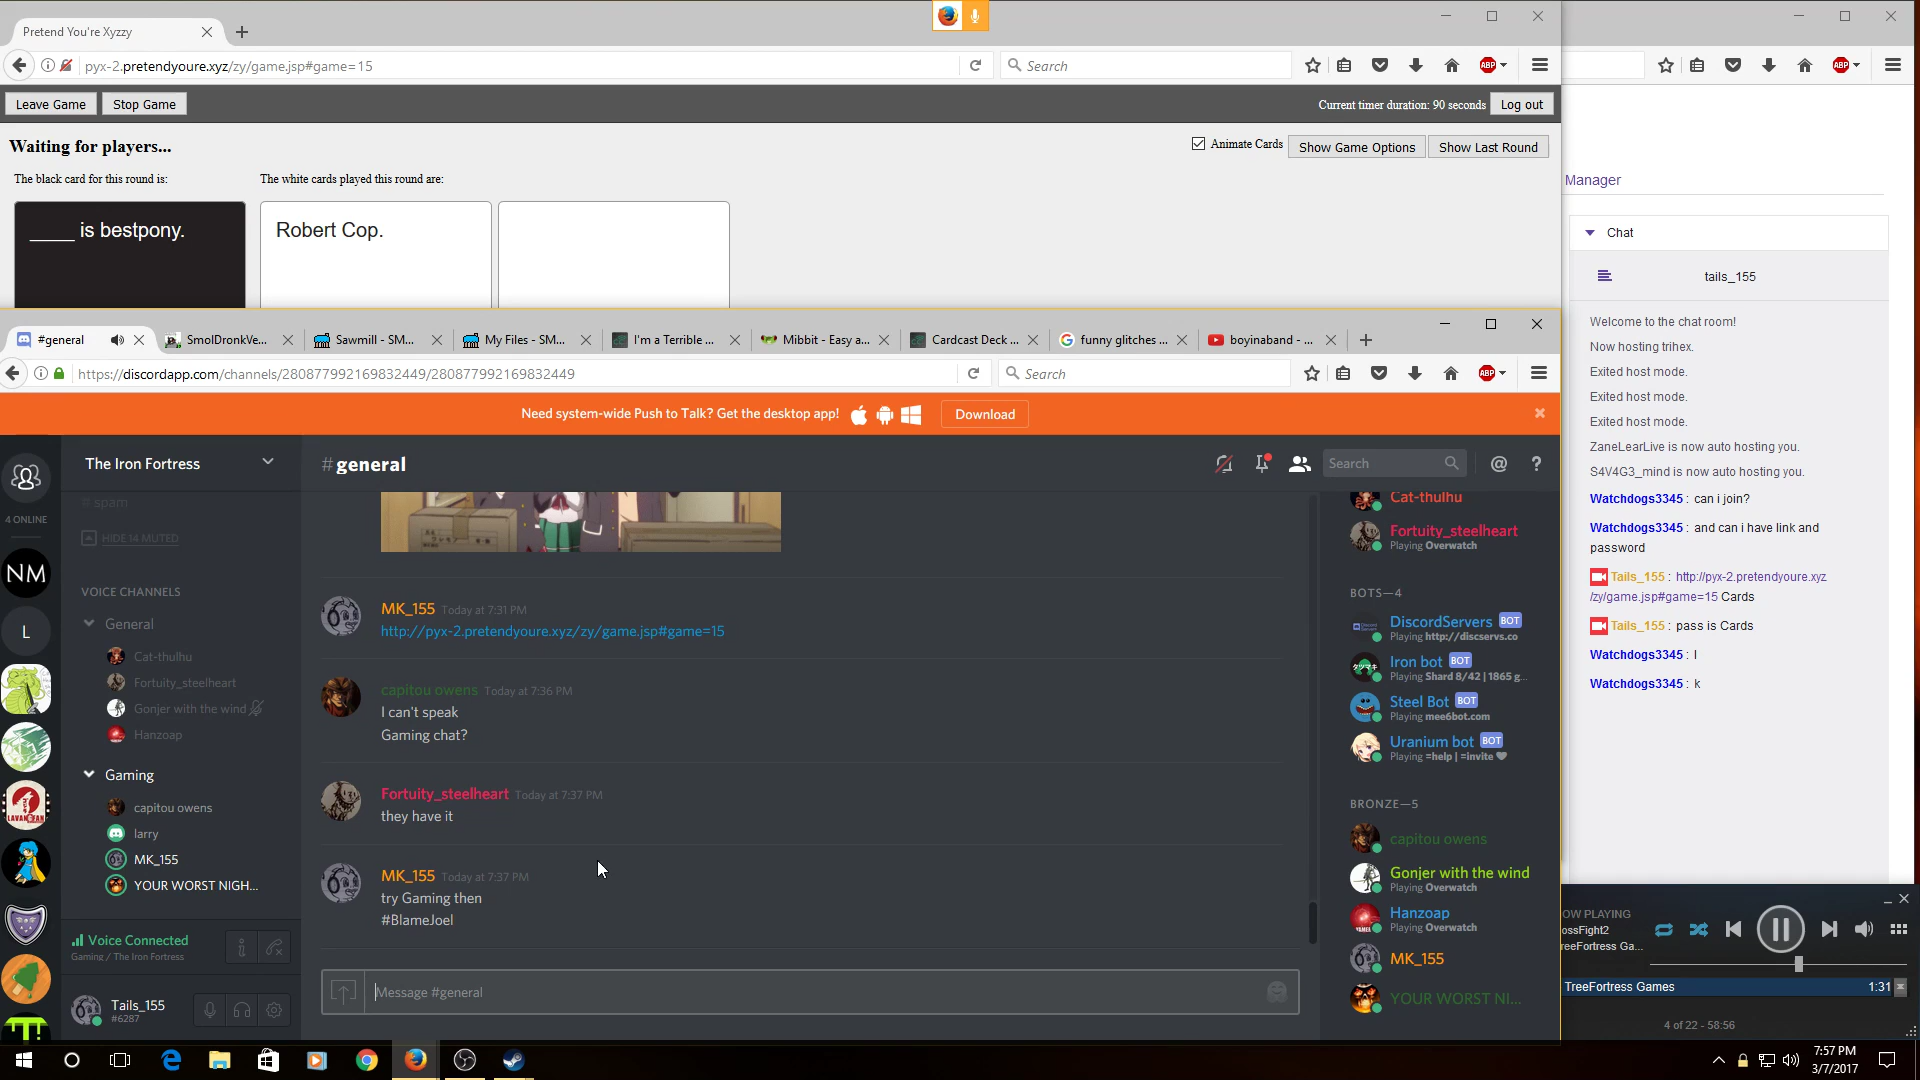 Pretend You're Xyzzy
pyx-2.pretendyoure.xyz/zy/game.jsp#game=15
Search
ABP
ABP
Leave Game
Stop Game
Current timer duration: 90 seconds
Log out
Waiting for players...
Animate Cards
Show Game Options
Show Last Round
The black card for this round is:
The white cards played this round are:
____ is bestpony.
Robert Cop.
#general
SmolDronkVe...
Sawmill - SM...
My Files - SM...
I'm a Terrible ...
Mibbit - Easy a...
Cardcast Deck ...
funny glitches ...
boyinaband - ...
https://discordapp.com/channels/280877992169832449/280877992169832449
Search
ABP
Need system-wide Push to Talk? Get the desktop app!
Download
The Iron Fortress
#general
Search
@
?
4 ONLINE
NM
L
# spam
HIDE 14 MUTED
VOICE CHANNELS
General
Cat-thulhu
Fortuity_steelheart
Gonjer with the wind
Hanzoap
Gaming
capitou owens
larry
MK_155
YOUR WORST NIGH...
Voice Connected
Gaming / The Iron Fortress
Tails_155
#6287
MK_155 Today at 7:31 PM
http://pyx-2.pretendyoure.xyz/zy/game.jsp#game=15
capitou owens Today at 7:36 PM
I can't speak
Gaming chat?
Fortuity_steelheart Today at 7:37 PM
they have it
MK_155 Today at 7:37 PM
try Gaming then
#BlameJoel
Message #general
Cat-thulhu
Fortuity_steelheart
Playing Overwatch
BOTS—4
DiscordServers BOT
Playing http://discservs.co
Iron bot BOT
Playing Shard 8/42 | 1865 g...
Steel Bot BOT
Playing mee6bot.com
Uranium bot BOT
Playing =help | =invite
BRONZE—5
capitou owens
Gonjer with the wind
Playing Overwatch
Hanzoap
Playing Overwatch
MK_155
YOUR WORST NI...
Manager
Chat
tails_155
Welcome to the chat room!
Now hosting trihex.
Exited host mode.
Exited host mode.
Exited host mode.
ZaneLearLive is now auto hosting you.
S4V4G3_mind is now auto hosting you.
Watchdogs3345 : can i join?
Watchdogs3345 : and can i have link and
password
Tails_155 : http://pyx-2.pretendyoure.xyz
/zy/game.jsp#game=15 Cards
Tails_155 : pass is Cards
Watchdogs3345 : l
Watchdogs3345 : k
OW PLAYING
ossFight2
reeFortress Ga...
TreeFortress Games 1:31
4 of 22 - 58:56
7:57 PM
3/7/2017